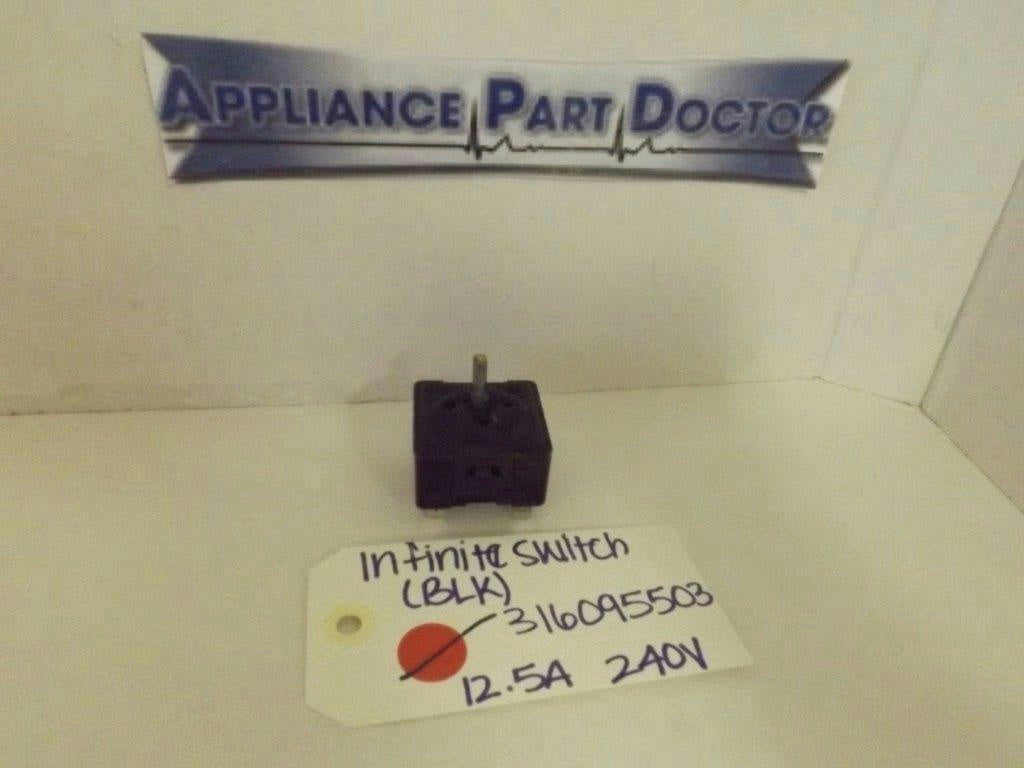 APPLIANCE PART DOCTOR
Infinite Switch
(BLK)
316095503
12.5A 240V